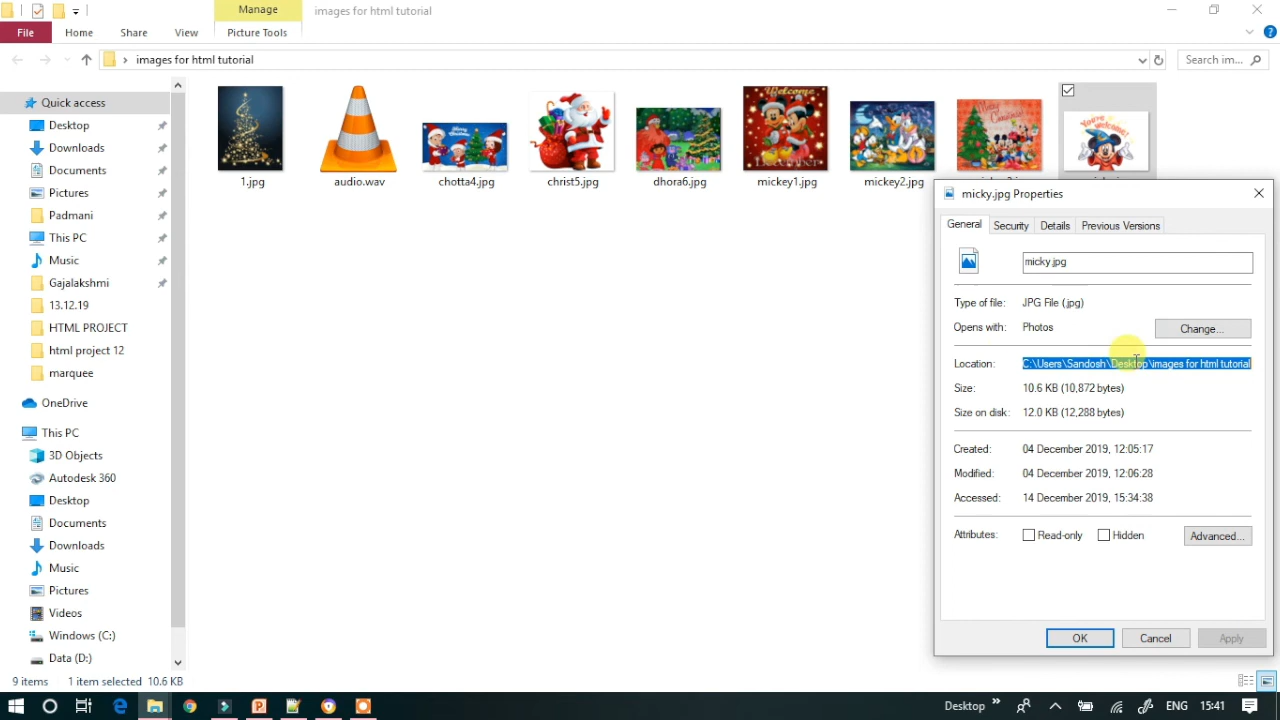 Manage
images for html tutorial
File
Home
Share
View
Picture Tools
images for html tutorial
Search im...
Quick access
Desktop
Downloads
Documents
Pictures
Padmani
This PC
Music
Gajalakshmi
13.12.19
HTML PROJECT
html project 12
marquee
OneDrive
This PC
3D Objects
Autodesk 360
Desktop
Documents
Downloads
Music
Pictures
Videos
Windows (C:)
Data (D:)
1.jpg
audio.wav
chotta4.jpg
christ5.jpg
dhora6.jpg
mickey1.jpg
mickey2.jpg
Welcome
December
You're welcome!
micky.jpg Properties
General
Security
Details
Previous Versions
micky.jpg
Type of file:
JPG File (.jpg)
Opens with:
Photos
Change...
Location:
C:\Users\Sandosh\Desktop\images for html tutorial
Size:
10.6 KB (10,872 bytes)
Size on disk:
12.0 KB (12,288 bytes)
Created:
04 December 2019, 12:05:17
Modified:
04 December 2019, 12:06:28
Accessed:
14 December 2019, 15:34:38
Attributes:
Read-only
Hidden
Advanced...
OK
Cancel
Apply
9 items
1 item selected 10.6 KB
Desktop
ENG
15:41